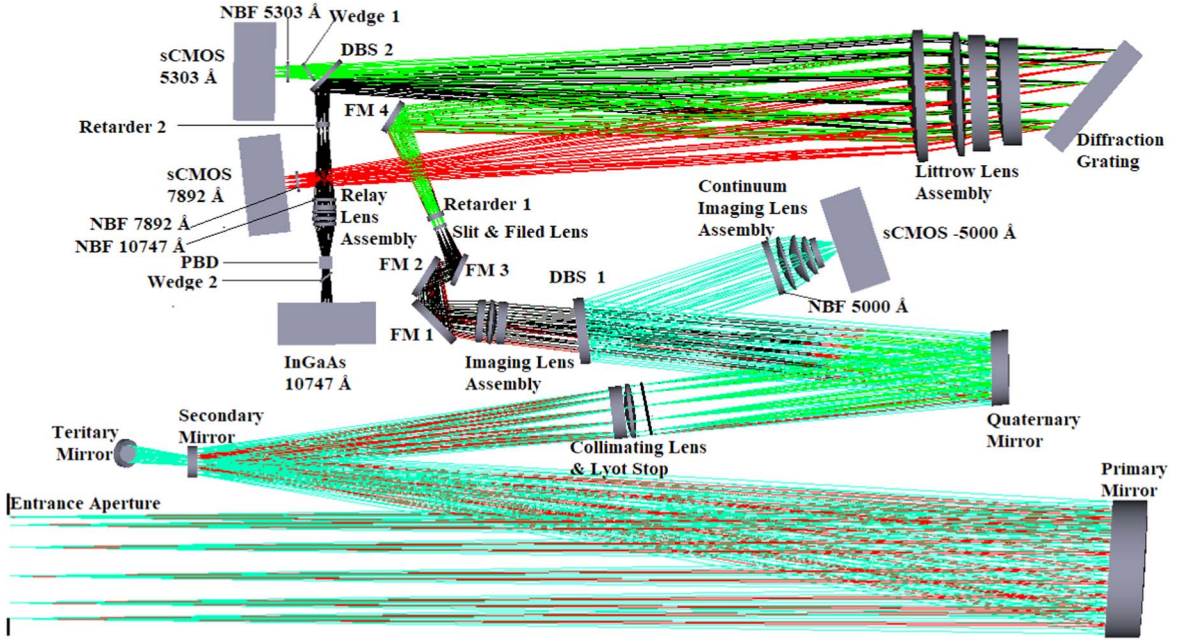 NBF 5303 Å
Wedge 1
DBS 2
sCMOS
5303 Å
FM 4
Retarder 2
sCMOS
7892 Å
NBF 7892 Å
NBF 10747 Å
Relay
Lens
Assembly
PBD
Wedge 2
InGaAs
10747 Å
Retarder 1
Slit & Filed Lens
FM 2
FM 3
FM 1
DBS 1
Imaging Lens
Assembly
Continuum
Imaging Lens
Assembly
sCMOS -5000 Å
NBF 5000 Å
Littrow Lens
Assembly
Diffraction
Grating
Quaternary
Mirror
Collimating Lens
& Lyot Stop
Secondary
Mirror
Teritary
Mirror
Primary
Mirror
Entrance Aperture